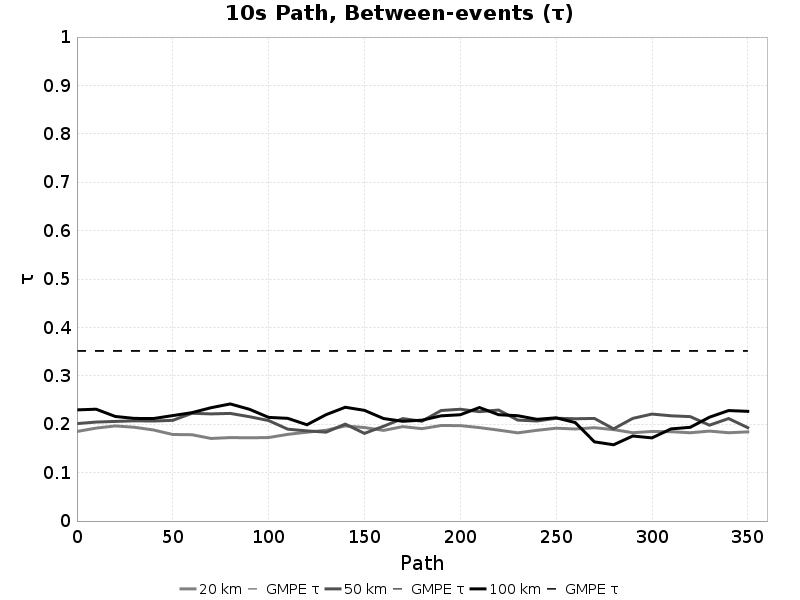 10s Path, Between-events (τ)
1
0.9
0.8
0.7
0.6
0.5
0.4
0.3
0.2
0.1
0
τ
0 50 100 150 200 250 300 350
Path
20 km GMPE τ 50 km GMPE τ 100 km GMPE τ